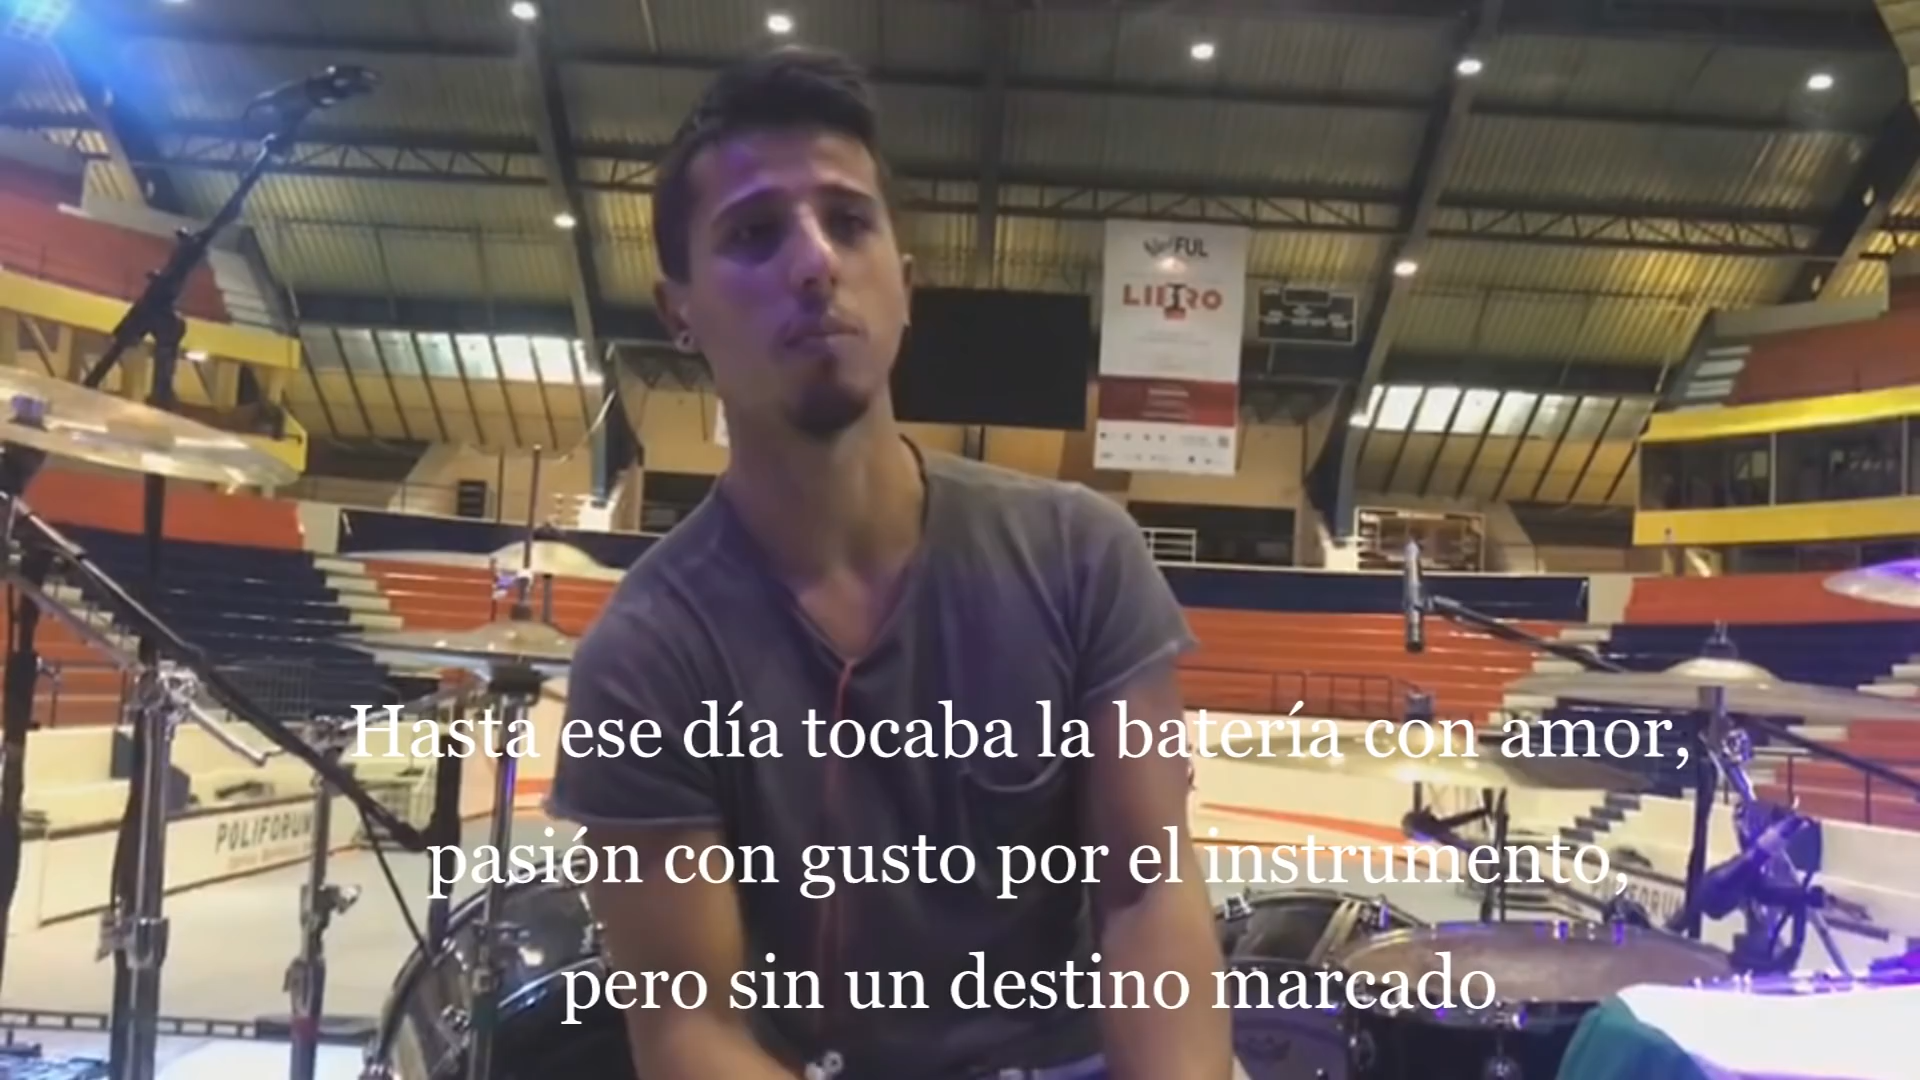 FUL
LIBRO
POLIFORUM
Hasta ese día tocaba la batería con amor,
pasión con gusto por el instrumento,
pero sin un destino marcado